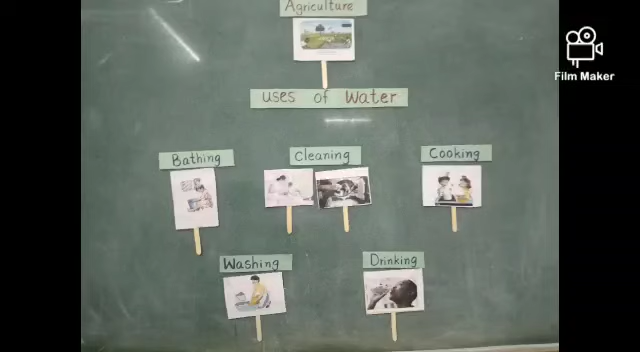 Agriculture
uses of Water
Bathing
Cleaning
Cooking
Washing
Drinking
Film Maker